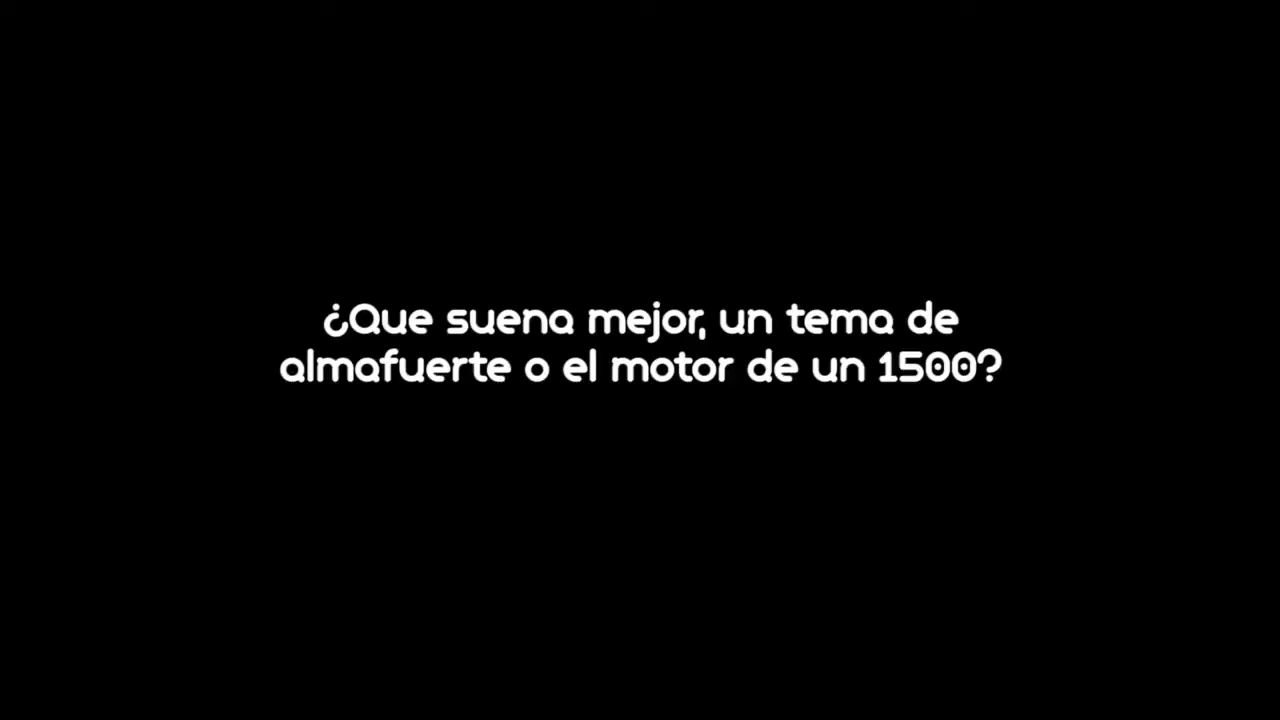 ¿Que suena mejor, un tema de
almafuerte o el motor de un 1500?